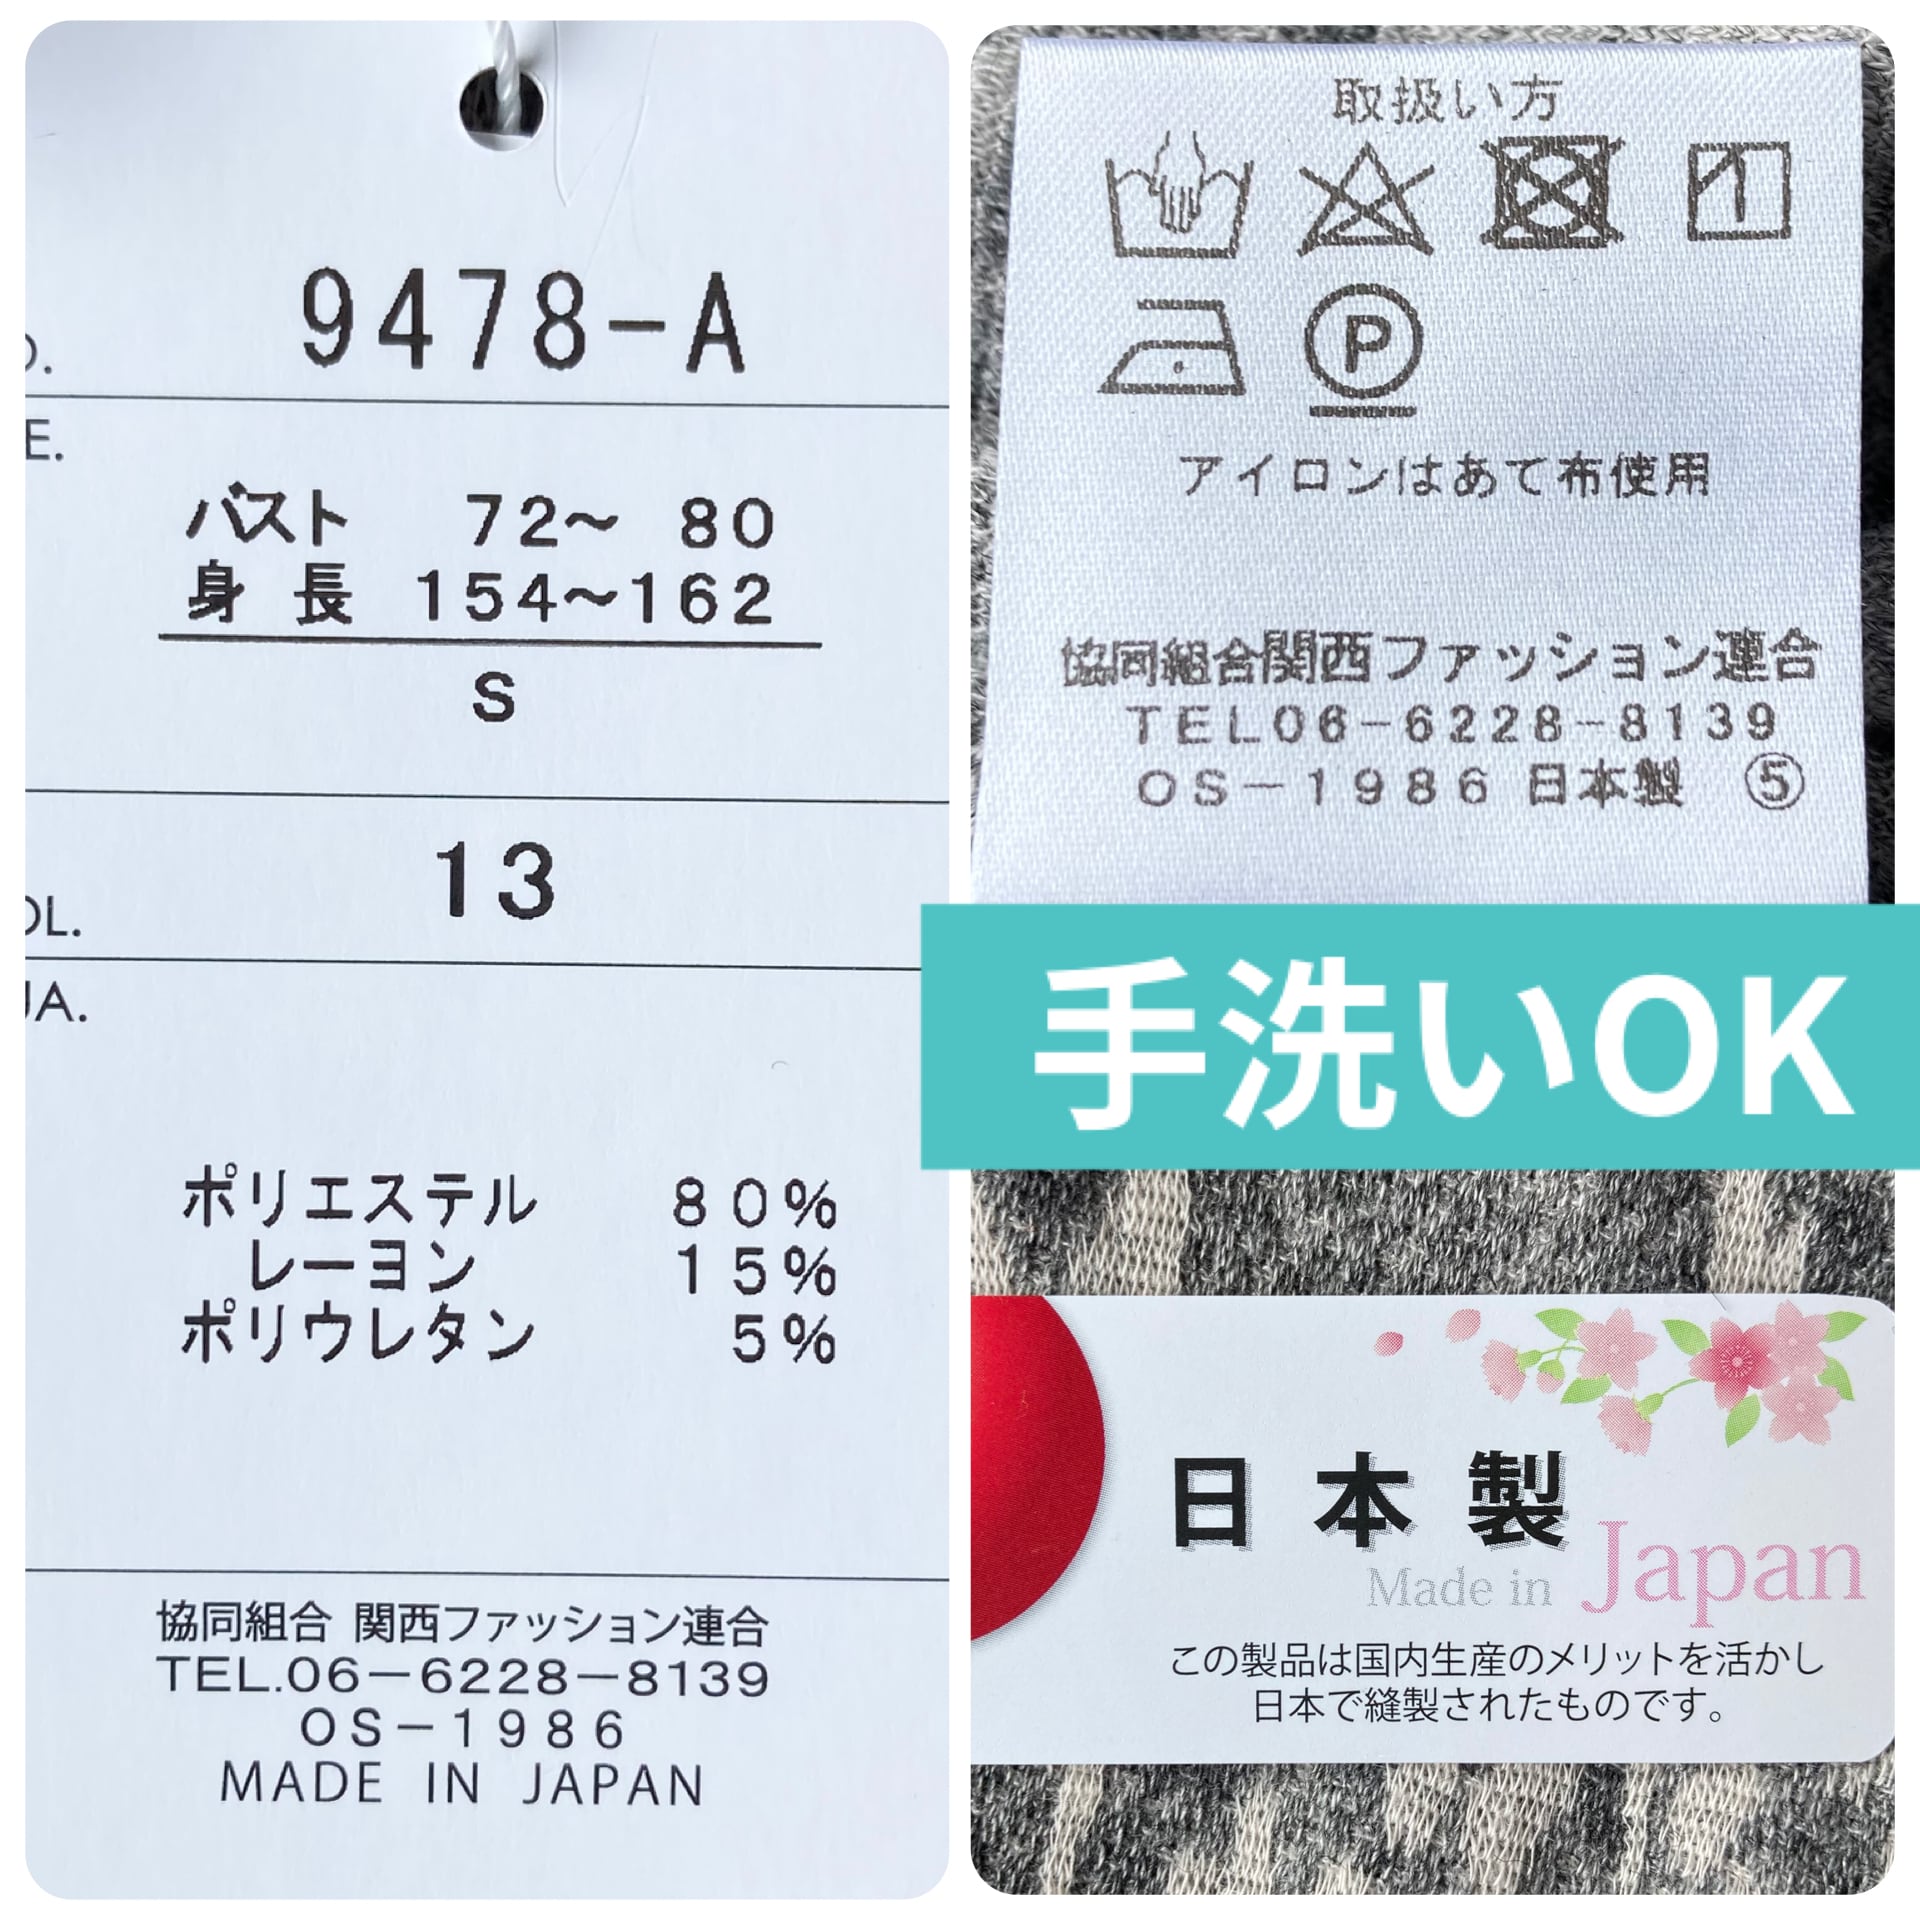 O.
9478-A
E.
バスト 72～ 80
身 長 154～162
S
OL.
13
UA.
ポリエステル 80%
レーヨン 15%
ポリウレタン 5%
協同組合 関西ファッション連合
TEL.06－6228－8139
OS－1986
MADE IN JAPAN
取扱い方
P
アイロンはあて布使用
協同組合関西ファッション連合
TEL06－6228－8139
OS－1986 日本製 ⑤
手洗いOK
日本製
Made in Japan
この製品は国内生産のメリットを活かし
日本で縫製されたものです。